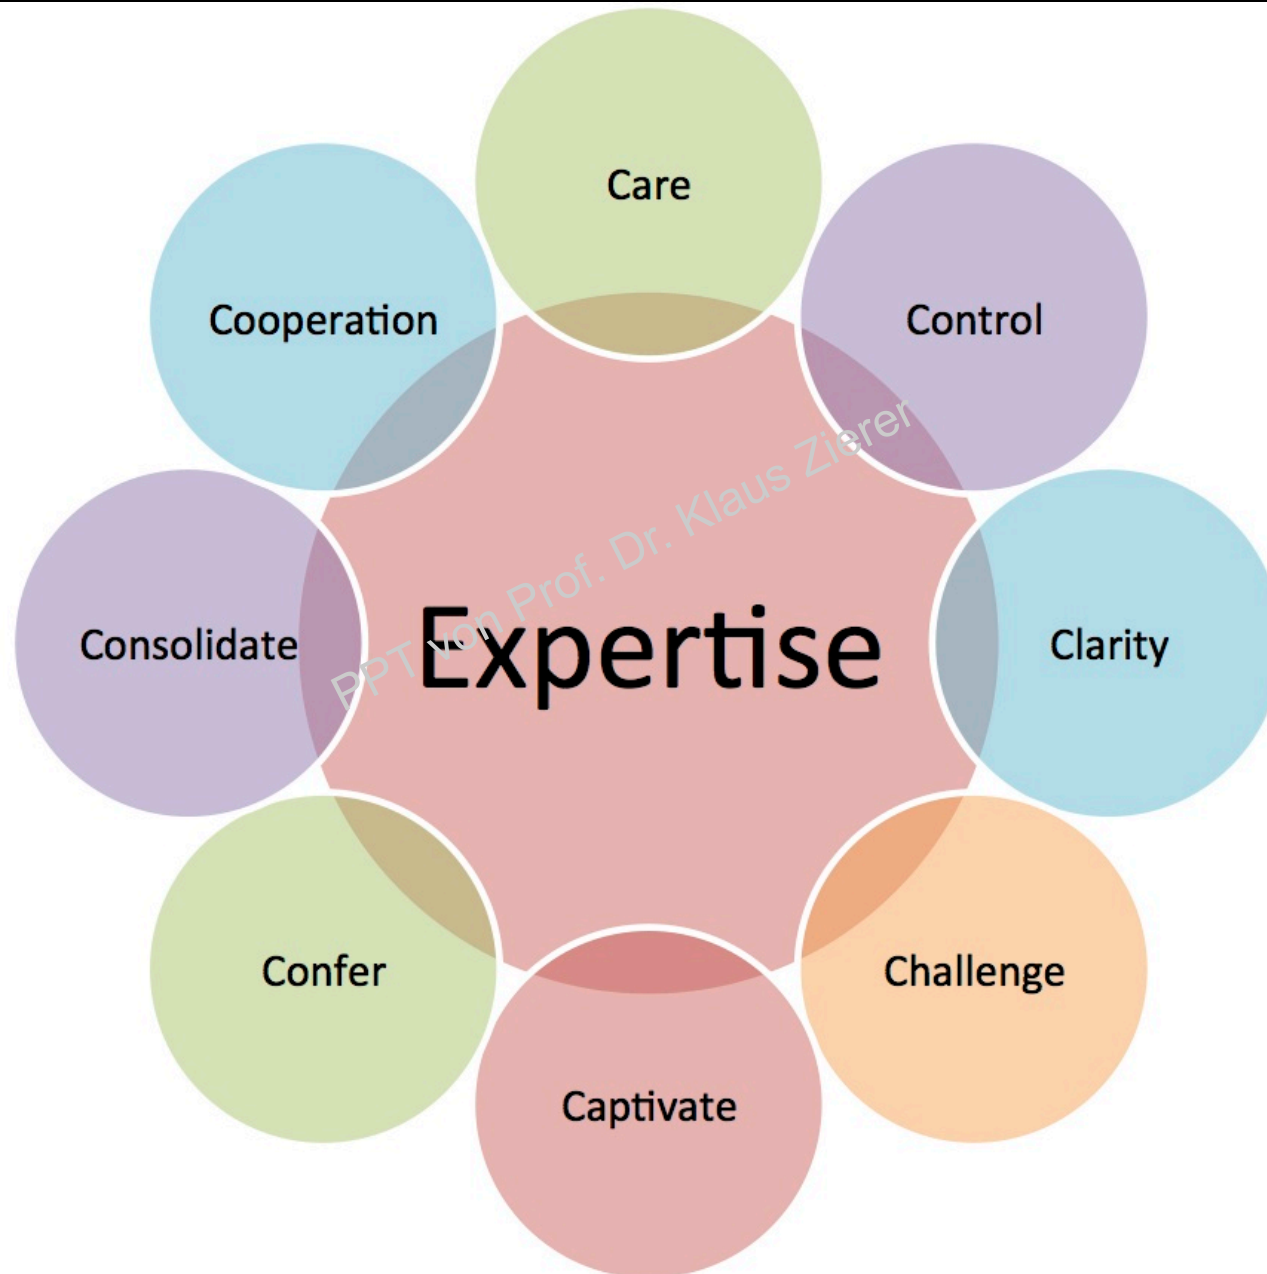 Care
Control
Cooperation
Clarity
Consolidate
Expertise
Challenge
Confer
Captivate
PPT von Prof. Dr. Klaus Zierer